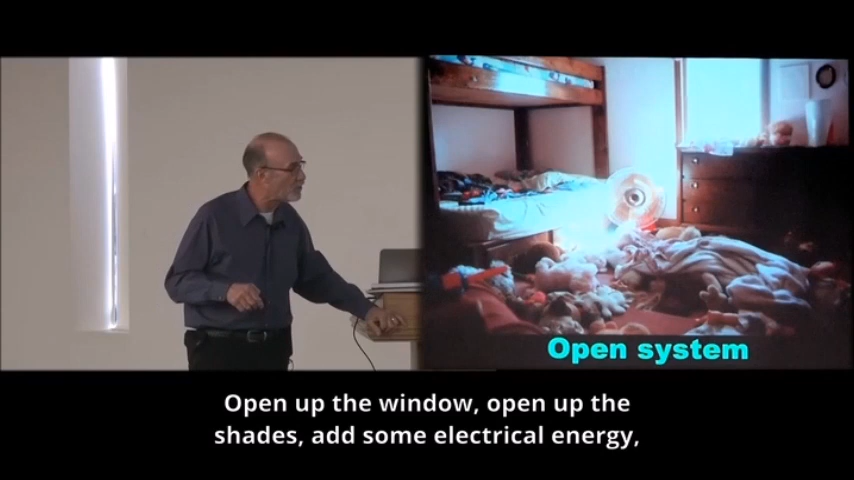 Open system
Open up the window, open up the
shades, add some electrical energy,